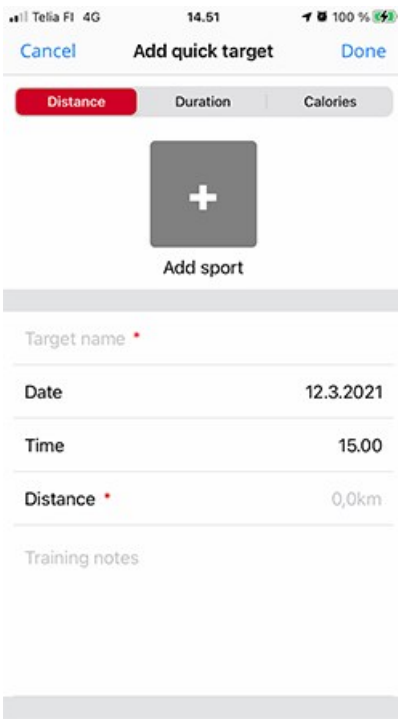 Telia FI 4G 14.51 100 %
Cancel Add quick target Done
Distance Duration Calories
Add sport
Target name *
Date 12.3.2021
Time 15.00
Distance * 0,0km
Training notes